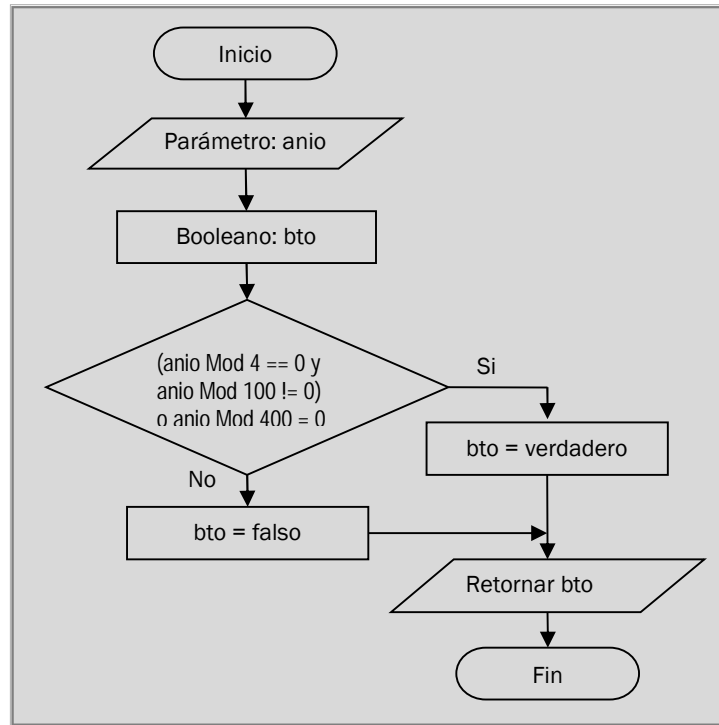 Inicio
Parámetro: anio
Booleano: bto
(anio Mod 4 == 0 y
anio Mod 100 != 0)
o anio Mod 400 = 0
Si
bto = verdadero
No
bto = falso
Retornar bto
Fin